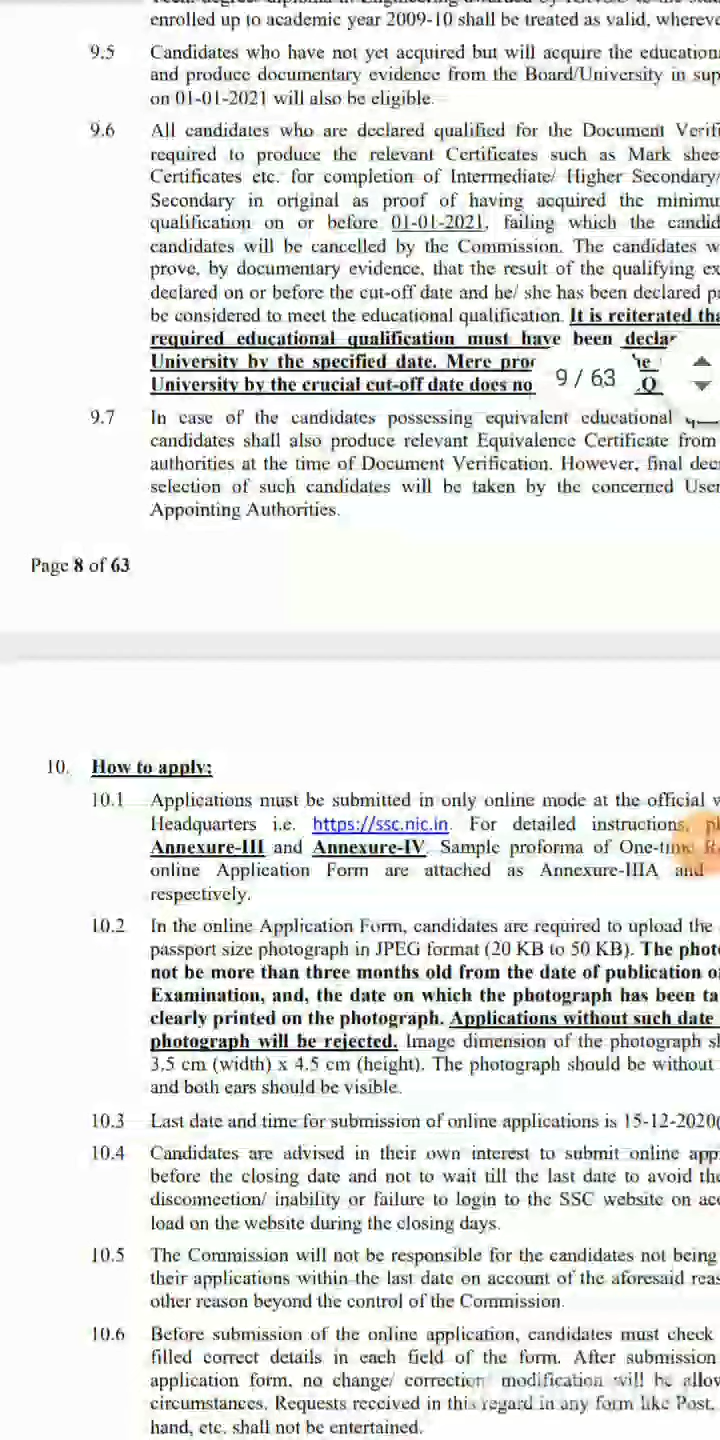 enrolled up to academic year 2009-10 shall be treated as valid,
9.5 Candidates who have not yet acquired but will acquire the
and produce documentary evidence from the Board/University in
on 01-01-2021 will also be eligible.
9.6 All candidates who are declared qualified for the Document
required to produce the relevant Certificates such as Mark
Certificates etc. for completion of Intermediate/ Higher Secondary/
Secondary in original as proof of having acquired the
qualification on or before 01-01-2021, failing which the
candidates will be cancelled by the Commission. The candidates
prove, by documentary evidence, that the result of the qualifying
declared on or before the cut-off date and he/ she has been declared
be considered to meet the educational qualification. It is reiterated
required educational qualification must have been
University by the specified date. Mere
University by the crucial cut-off date does
9 / 63
9.7 In case of the candidates possessing equivalent educational
candidates shall also produce relevant Equivalence Certificate from
authorities at the time of Document Verification. However, final
selection of such candidates will be taken by the concerned
Appointing Authorities.
Page 8 of 63
10. How to apply:
10.1 Applications must be submitted in only online mode at the official
Headquarters i.e. https://ssc.nic.in. For detailed instructions,
Annexure-III and Annexure-IV. Sample proforma of One-time
online Application Form are attached as Annexure-IIIA and
respectively.
10.2 In the online Application Form, candidates are required to upload the
passport size photograph in JPEG format (20 KB to 50 KB). The
not be more than three months old from the date of publication
Examination, and, the date on which the photograph has been
clearly printed on the photograph. Applications without such date
photograph will be rejected. Image dimension of the photograph
3.5 cm (width) x 4.5 cm (height). The photograph should be without
and both ears should be visible.
10.3 Last date and time for submission of online applications is 15-12-2020
10.4 Candidates are advised in their own interest to submit online
before the closing date and not to wait till the last date to avoid
disconnection/ inability or failure to login to the SSC website on
load on the website during the closing days.
10.5 The Commission will not be responsible for the candidates not being
their applications within the last date on account of the aforesaid
other reason beyond the control of the Commission.
10.6 Before submission of the online application, candidates must check
filled correct details in each field of the form. After submission
application form, no change/ correction/ modification will be
circumstances. Requests received in this regard in any form like Post,
hand, etc. shall not be entertained.